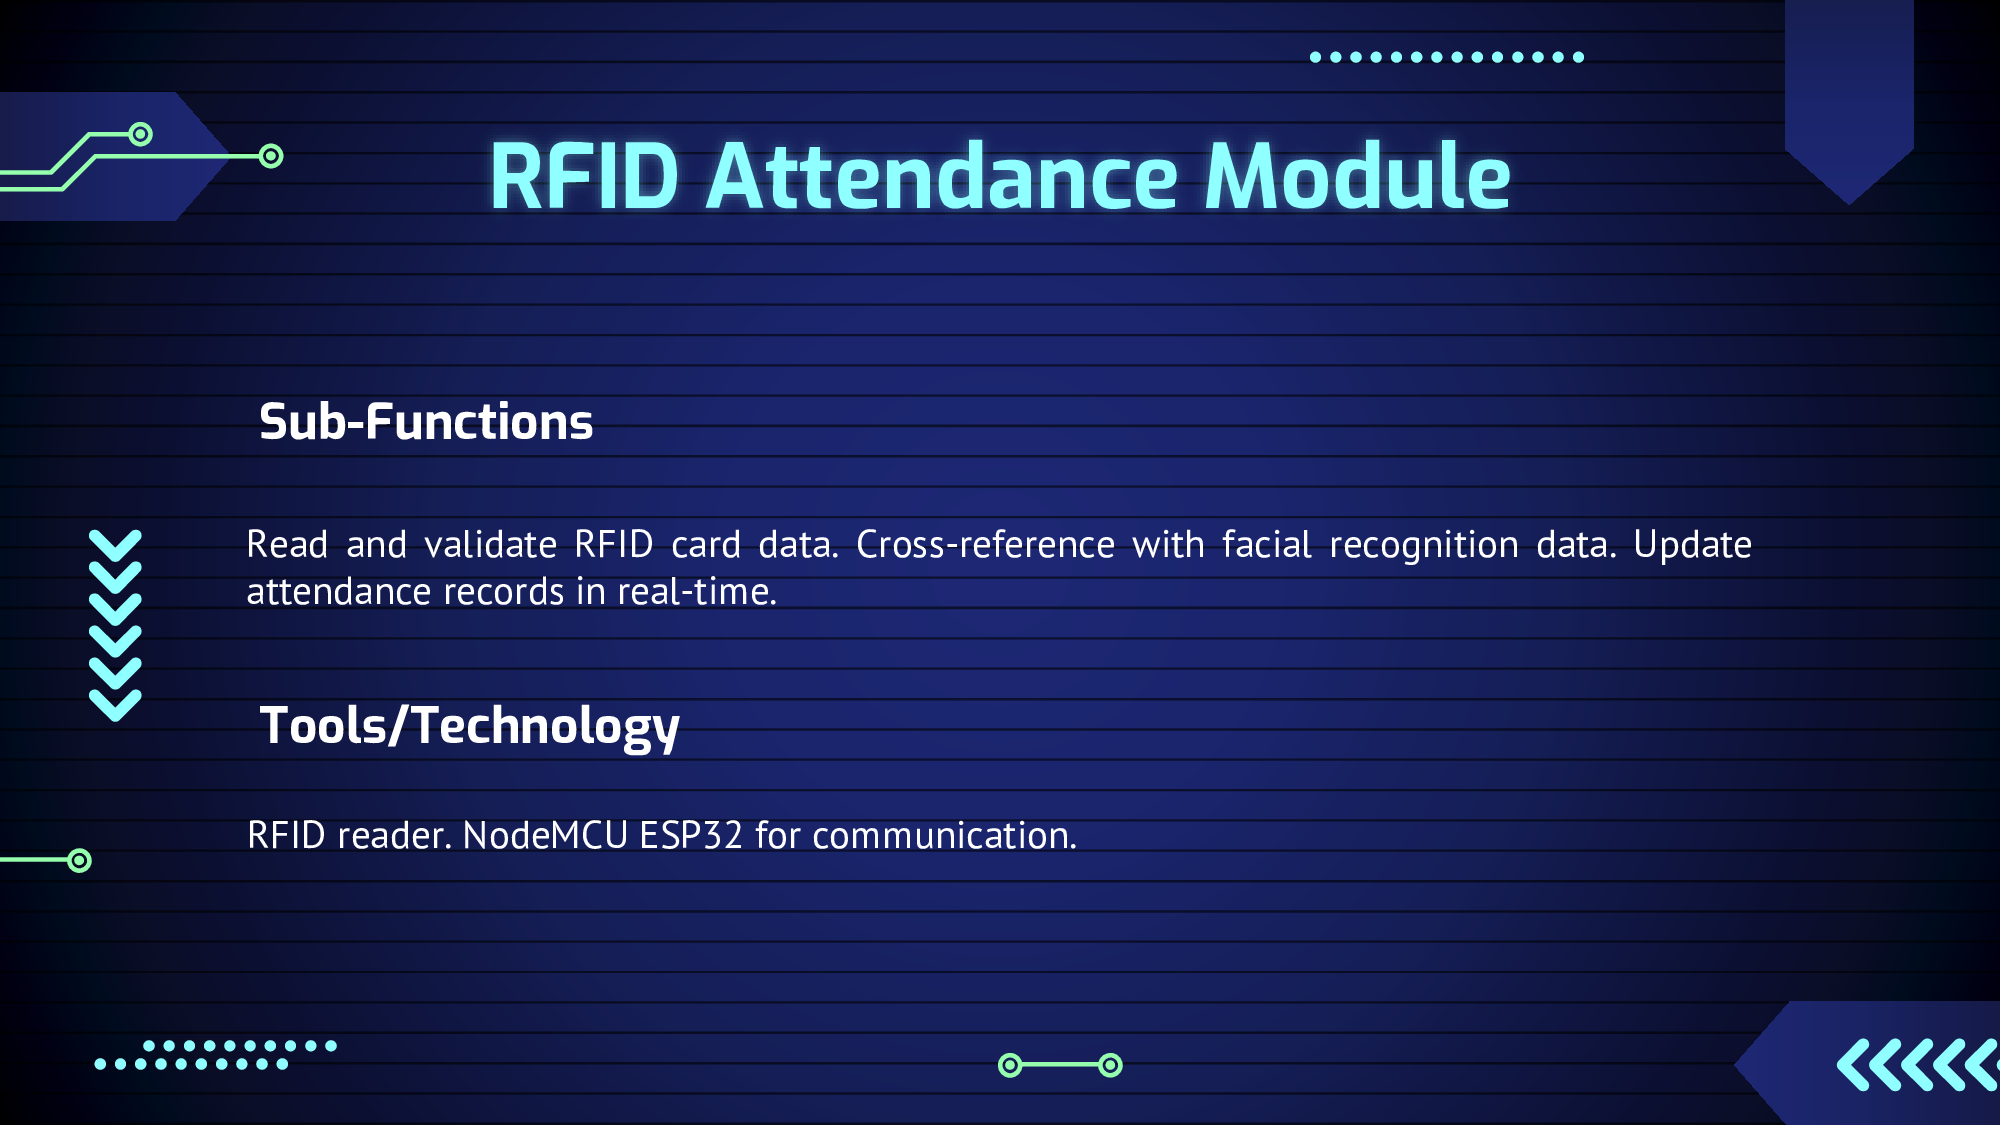 RFID Attendance Module
Sub-Functions
Read and validate RFID card data. Cross-reference with facial recognition data. Update
attendance records in real-time.
Tools/Technology
RFID reader. NodeMCU ESP32 for communication.